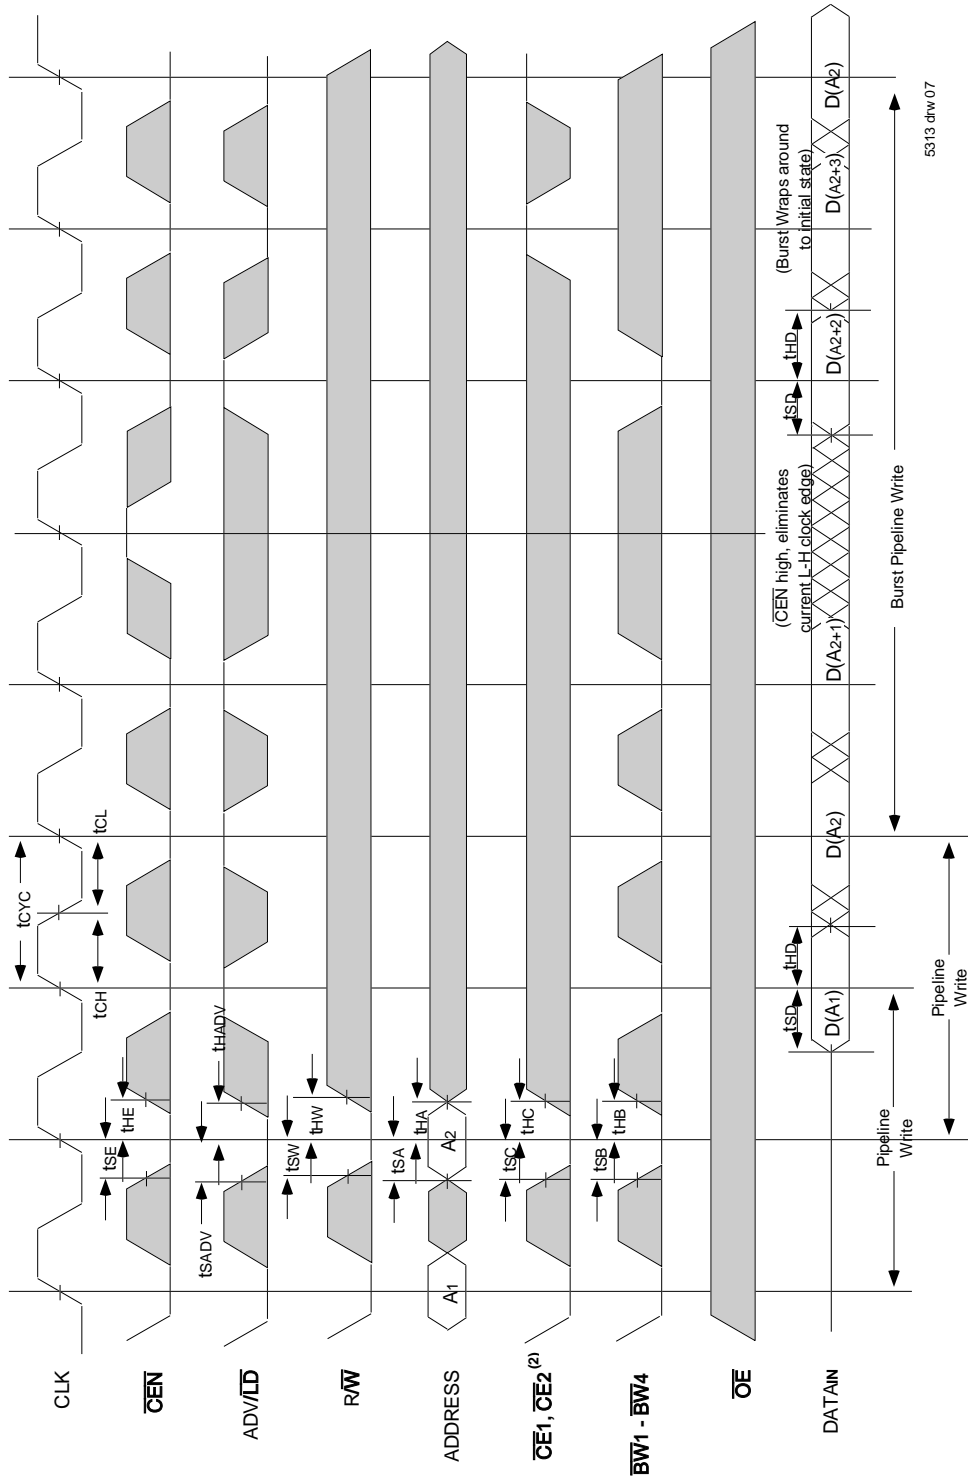 tCYC
tCH
tCL
CLK
tSE
tHE
CEN
tSADV
tHADV
ADV/LD
tSW
tHW
R/W
tSA
tHA
A1
A2
ADDRESS
tSC
tHC
CE1, CE2 (2)
tSB
tHB
BW1 - BW4
OE
(CEN high, eliminates
current L-H clock edge)
(Burst Wraps around
to initial state)
tSD
tHD
tSD
tHD
D(A1)
D(A2)
D(A2+1)
D(A2+2)
D(A2+3)
D(A2)
DATAIN
Burst Pipeline Write
Pipeline
Write
Pipeline
Write
5313 drw 07